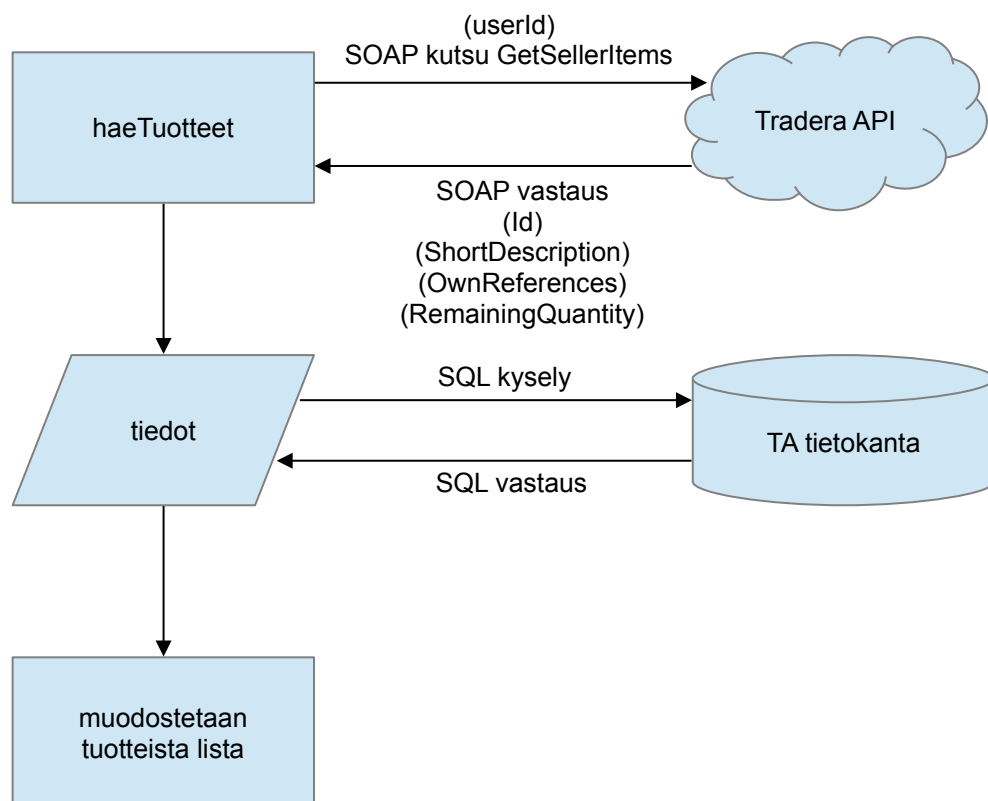 (userId)
SOAP kutsu GetSellerItems
haeTuotteet
Tradera API
SOAP vastaus
(Id)
(ShortDescription)
(OwnReferences)
(RemainingQuantity)
SQL kysely
tiedot
TA tietokanta
SQL vastaus
muodostetaan
tuotteista lista